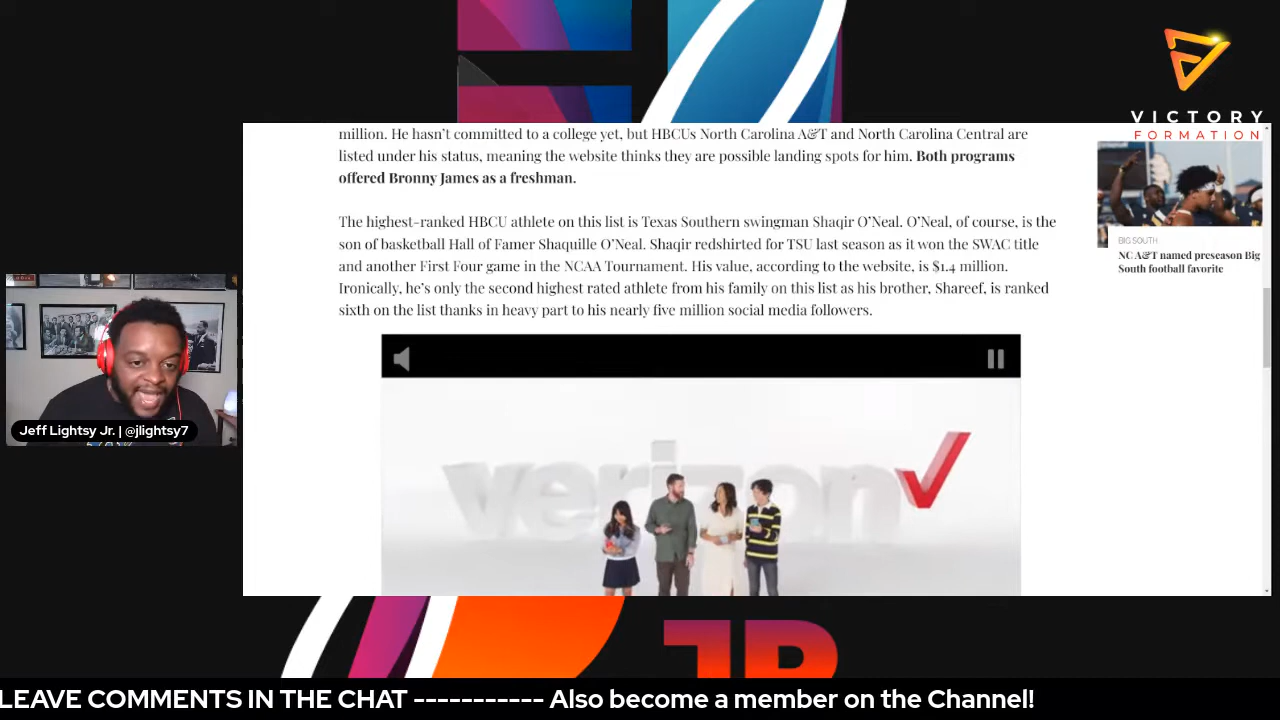 VICTORY
FORMATION
million. He hasn't committed to a college yet, but HBCUs North Carolina A&T and North Carolina Central are
listed under his status, meaning the website thinks they are possible landing spots for him. Both programs
offered Bronny James as a freshman.
The highest-ranked HBCU athlete on this list is Texas Southern swingman Shaqir O'Neal. O'Neal, of course, is the
son of basketball Hall of Famer Shaquille O'Neal. Shaqir redshirted for TSU last season as it won the SWAC title
and another First Four game in the NCAA Tournament. His value, according to the website, is $1.4 million.
Ironically, he's only the second highest rated athlete from his family on this list as his brother, Shareef, is ranked
sixth on the list thanks in heavy part to his nearly five million social media followers.
BIG SOUTH
NC A&T named preseason Big
South football favorite
verizon
Jeff Lightsy Jr. | @jlightsy7
JR
LEAVE COMMENTS IN THE CHAT ----------- Also become a member on the Channel!